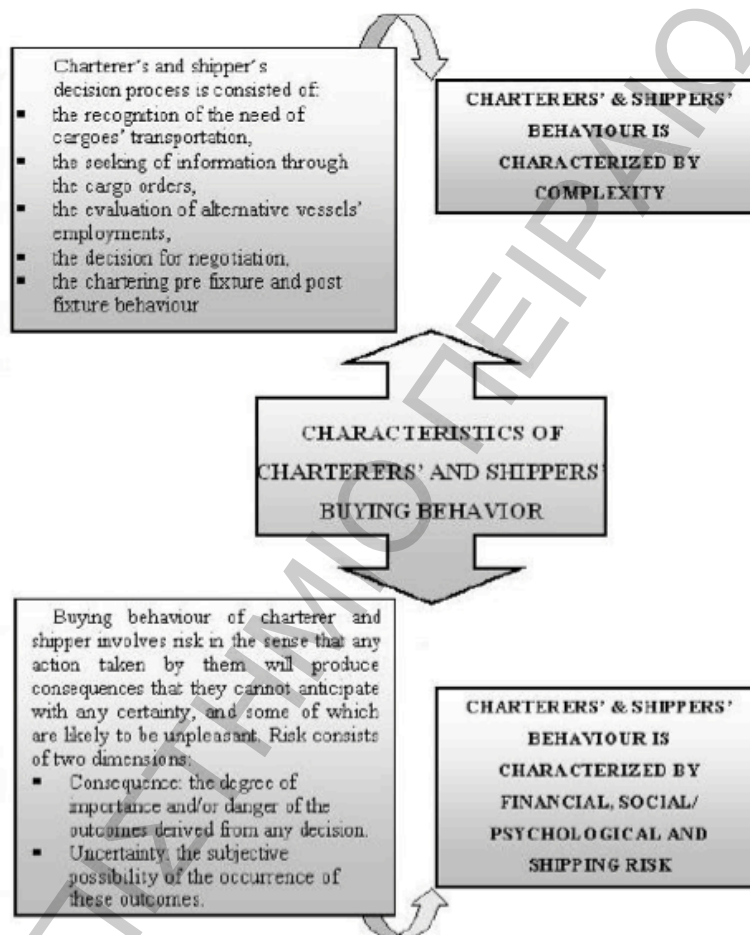 Charterer's and shipper's
decision process is consisted of:
▪ the recognition of the need of
cargoes' transportation,
▪ the seeking of information through
the cargo orders,
▪ the evaluation of alternative vessels'
employments,
▪ the decision for negotiation,
▪ the chartering pre fixture and post
fixture behaviour
CHARTERERS' & SHIPPERS'
BEHAVIOUR IS
CHARACTERIZED BY
COMPLEXITY
CHARACTERISTICS OF
CHARTERERS' AND SHIPPERS'
BUYING BEHAVIOR
Buying behaviour of charterer and
shipper involves risk in the sense that any
action taken by them will produce
consequences that they cannot anticipate
with any certainty, and some of which
are likely to be unpleasant. Risk consists
of two dimensions:
▪ Consequence: the degree of
importance and/or danger of the
outcomes derived from any decision.
▪ Uncertainty: the subjective
possibility of the occurrence of
these outcomes.
CHARTERERS' & SHIPPERS'
BEHAVIOUR IS
CHARACTERIZED BY
FINANCIAL, SOCIAL/
PSYCHOLOGICAL AND
SHIPPING RISK
ΠΙΣΤΗΜΙΟ ΠΕΙΡΑΙΩ